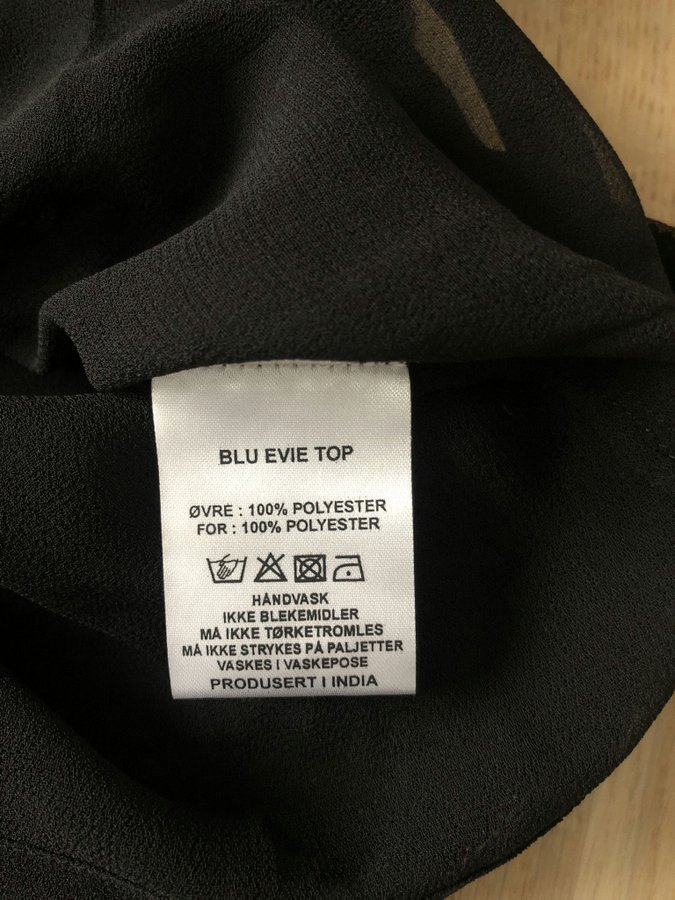 BLU EVIE TOP
ØVRE : 100% POLYESTER
FOR : 100% POLYESTER
HÅNDVASK
IKKE BLEKEMIDLER
MÅ IKKE TØRKETROMLES
MÅ IKKE STRYKES PÅ PALJETTER
VASKES I VASKEPOSE
PRODUSERT I INDIA